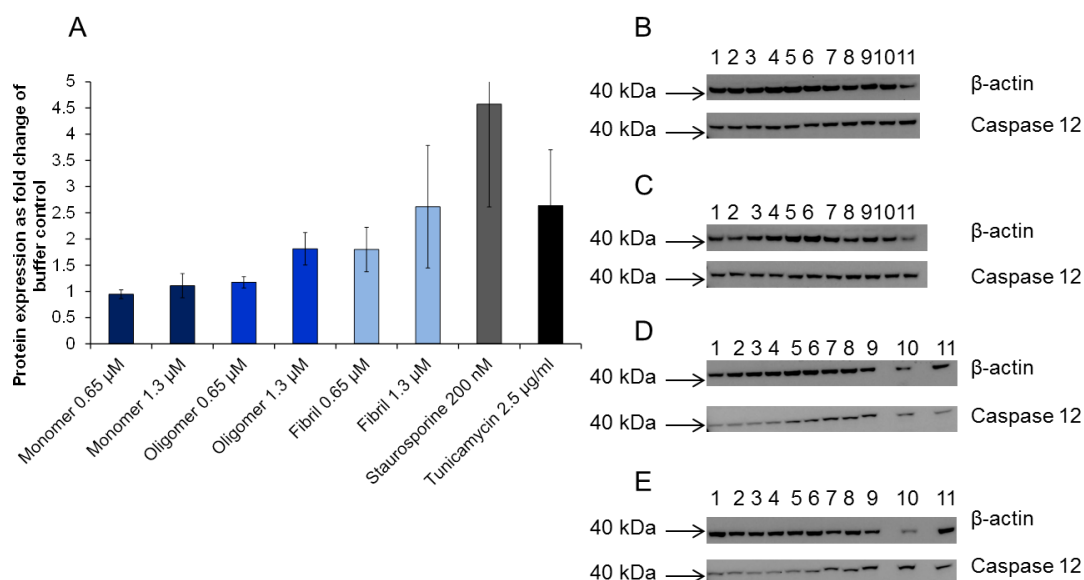 A
Protein expression as fold change of
buffer control
5
4.5
4
3.5
3
2.5
2
1.5
1
0.5
0
Monomer 0.65 µM
Monomer 1.3 µM
Oligomer 0.65 µM
Oligomer 1.3 µM
Fibril 0.65 µM
Fibril 1.3 µM
Staurosporine 200 nM
Tunicamycin 2.5 µg/ml
B
1 2 3 4 5 6 7 8 9 10 11
40 kDa β-actin
40 kDa Caspase 12
C
1 2 3 4 5 6 7 8 9 10 11
40 kDa β-actin
40 kDa Caspase 12
D
1 2 3 4 5 6 7 8 9 10 11
40 kDa β-actin
40 kDa Caspase 12
E
1 2 3 4 5 6 7 8 9 10 11
40 kDa β-actin
40 kDa Caspase 12